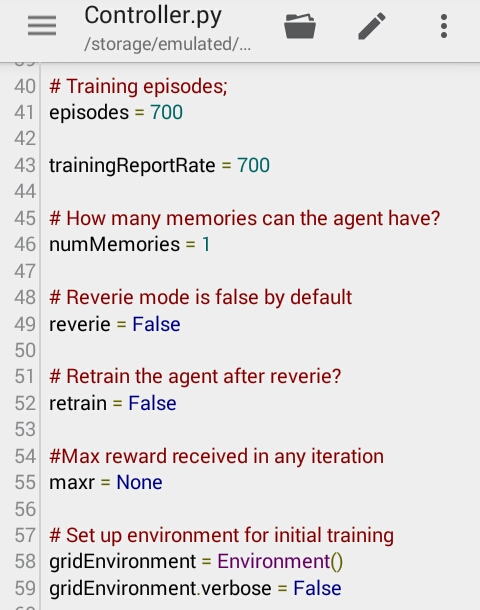 Controller.py
/storage/emulated/...
40 # Training episodes;
41 episodes = 700
42
43 trainingReportRate = 700
44
45 # How many memories can the agent have?
46 numMemories = 1
47
48 # Reverie mode is false by default
49 reverie = False
50
51 # Retrain the agent after reverie?
52 retrain = False
53
54 #Max reward received in any iteration
55 maxr = None
56
57 # Set up environment for initial training
58 gridEnvironment = Environment()
59 gridEnvironment.verbose = False